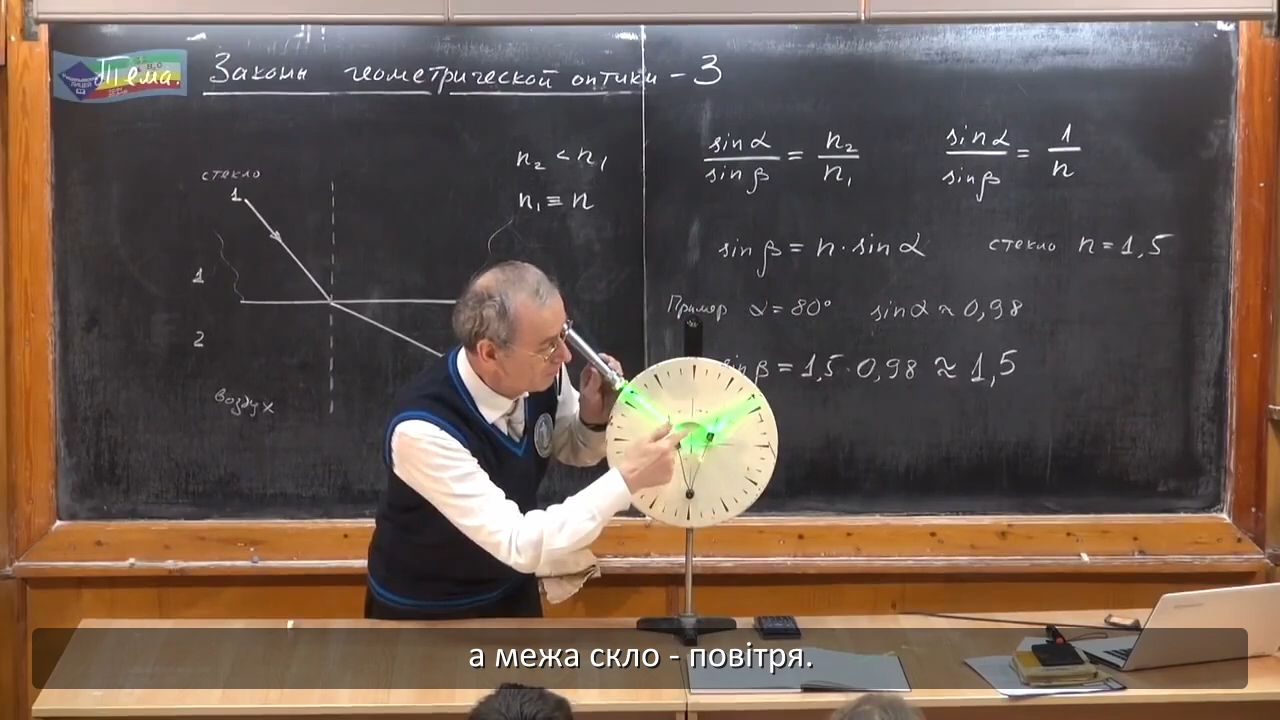 Тема. Законы геометрической оптики - 3
стекло
1
n₂ < n₁
n₁ ≡ n
1
2
воздух
sin α / sin β = n₂ / n₁
sin α / sin β = 1 / n
sin β = n · sin α
стекло n = 1,5
Пример α = 80° sin α ≈ 0,98
sin β = 1,5 · 0,98 ≈ 1,5
а межа скло - повітря.